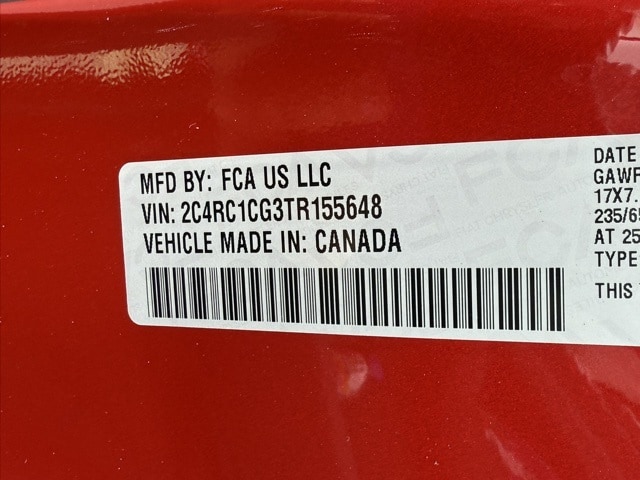 MFD BY: FCA US LLC
VIN: 2C4RC1CG3TR155648
VEHICLE MADE IN: CANADA
DATE
GAWR
17X7.
235/65
AT 25
TYPE
THIS